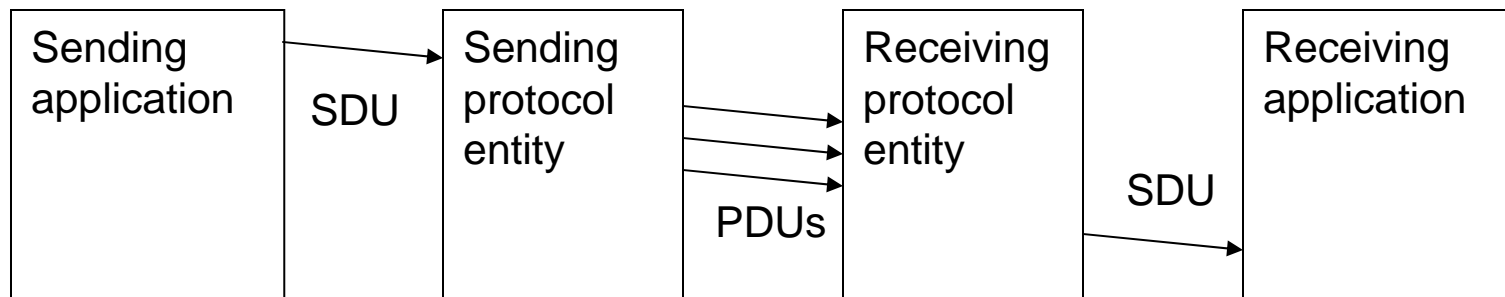 Sending
application
SDU
Sending
protocol
entity
PDUs
Receiving
protocol
entity
SDU
Receiving
application